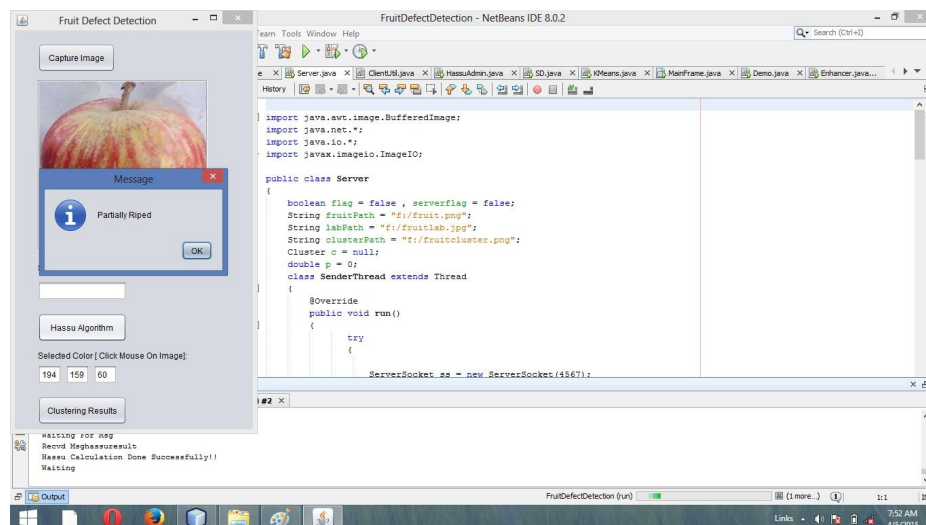 Fruit Defect Detection
FruitDefectDetection - NetBeans IDE 8.0.2
Team Tools Window Help
Search (Ctrl+I)
Capture Image
Server.java ClientUtil.java HassuAdmin.java SD.java KMeans.java MainFrame.java Demo.java Enhancer.java...
History
import java.awt.image.BufferedImage;
import java.net.*;
import java.io.*;
import javax.imageio.ImageIO;
public class Server
{
boolean flag = false , serverflag = false;
String fruitPath = "f:/fruit.png";
String labPath = "f:/fruitlab.jpg";
String clusterPath = "f:/fruitcluster.png";
Cluster c = null;
double p = 0;
class SenderThread extends Thread
{
@Override
public void run()
{
try
{
ServerSocket ss = new ServerSocket(4567);
Message
Partially Riped
OK
Hassu Algorithm
Selected Color [ Click Mouse On Image]:
194 159 60
Clustering Results
#2
Waiting For Msg
Recvd Msghassuresult
Hassu Calculation Done Successfully!!
Waiting
Output
FruitDefectDetection (run)
(1 more...)
1:1
Links
7:52 AM
4/5/2015